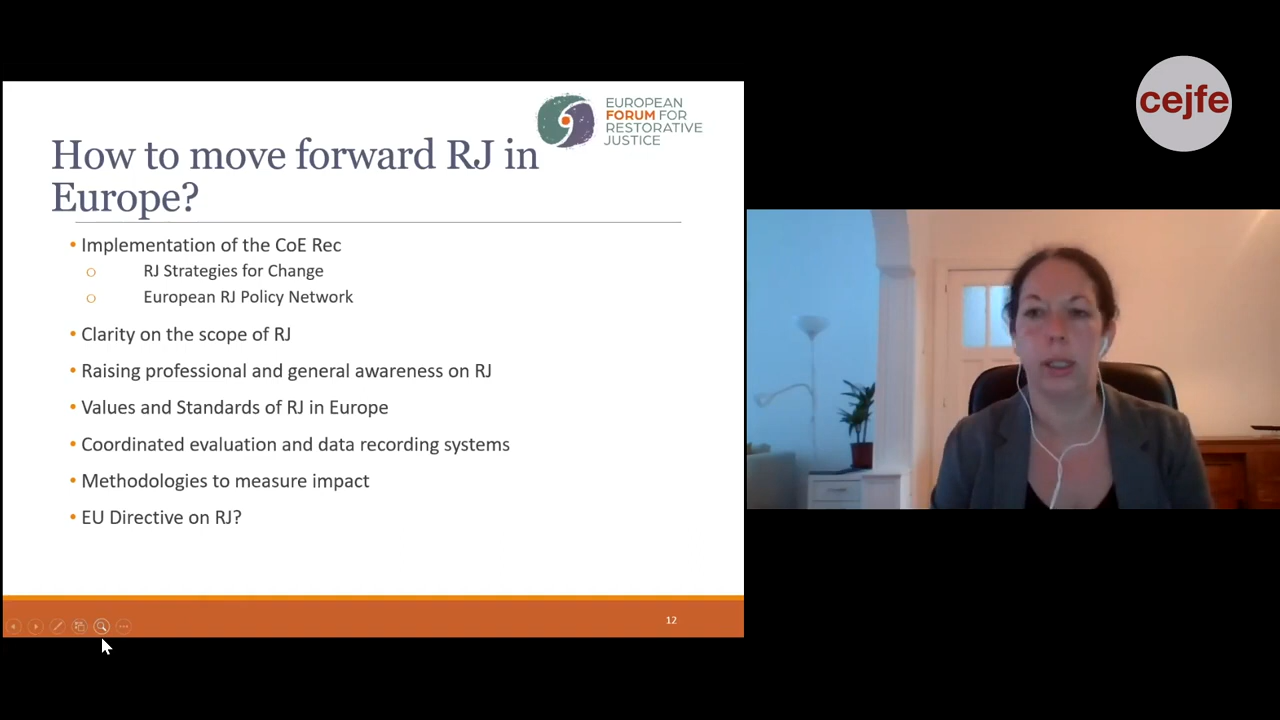 EUROPEAN
FORUM FOR
RESTORATIVE
JUSTICE
How to move forward RJ in
Europe?
• Implementation of the CoE Rec
o RJ Strategies for Change
o European RJ Policy Network
• Clarity on the scope of RJ
• Raising professional and general awareness on RJ
• Values and Standards of RJ in Europe
• Coordinated evaluation and data recording systems
• Methodologies to measure impact
• EU Directive on RJ?
12
cejfe